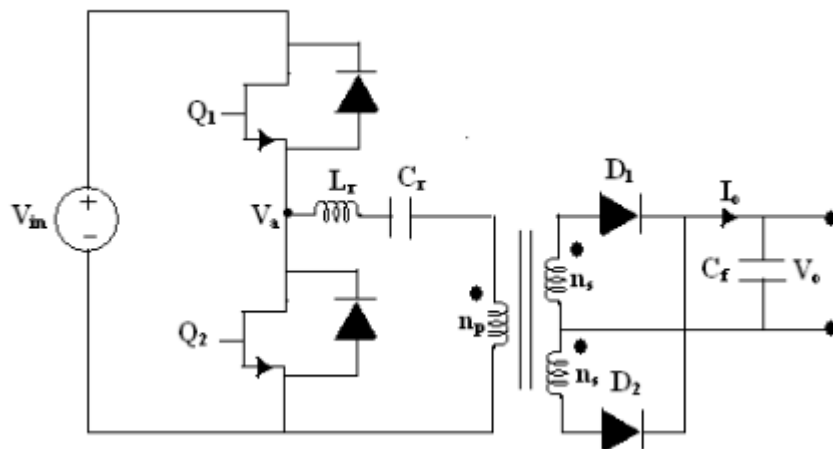 Q1
Vin
+
−
Va
Lr
Cr
D1
Io
np
ns
Cf
Vo
Q2
ns
D2